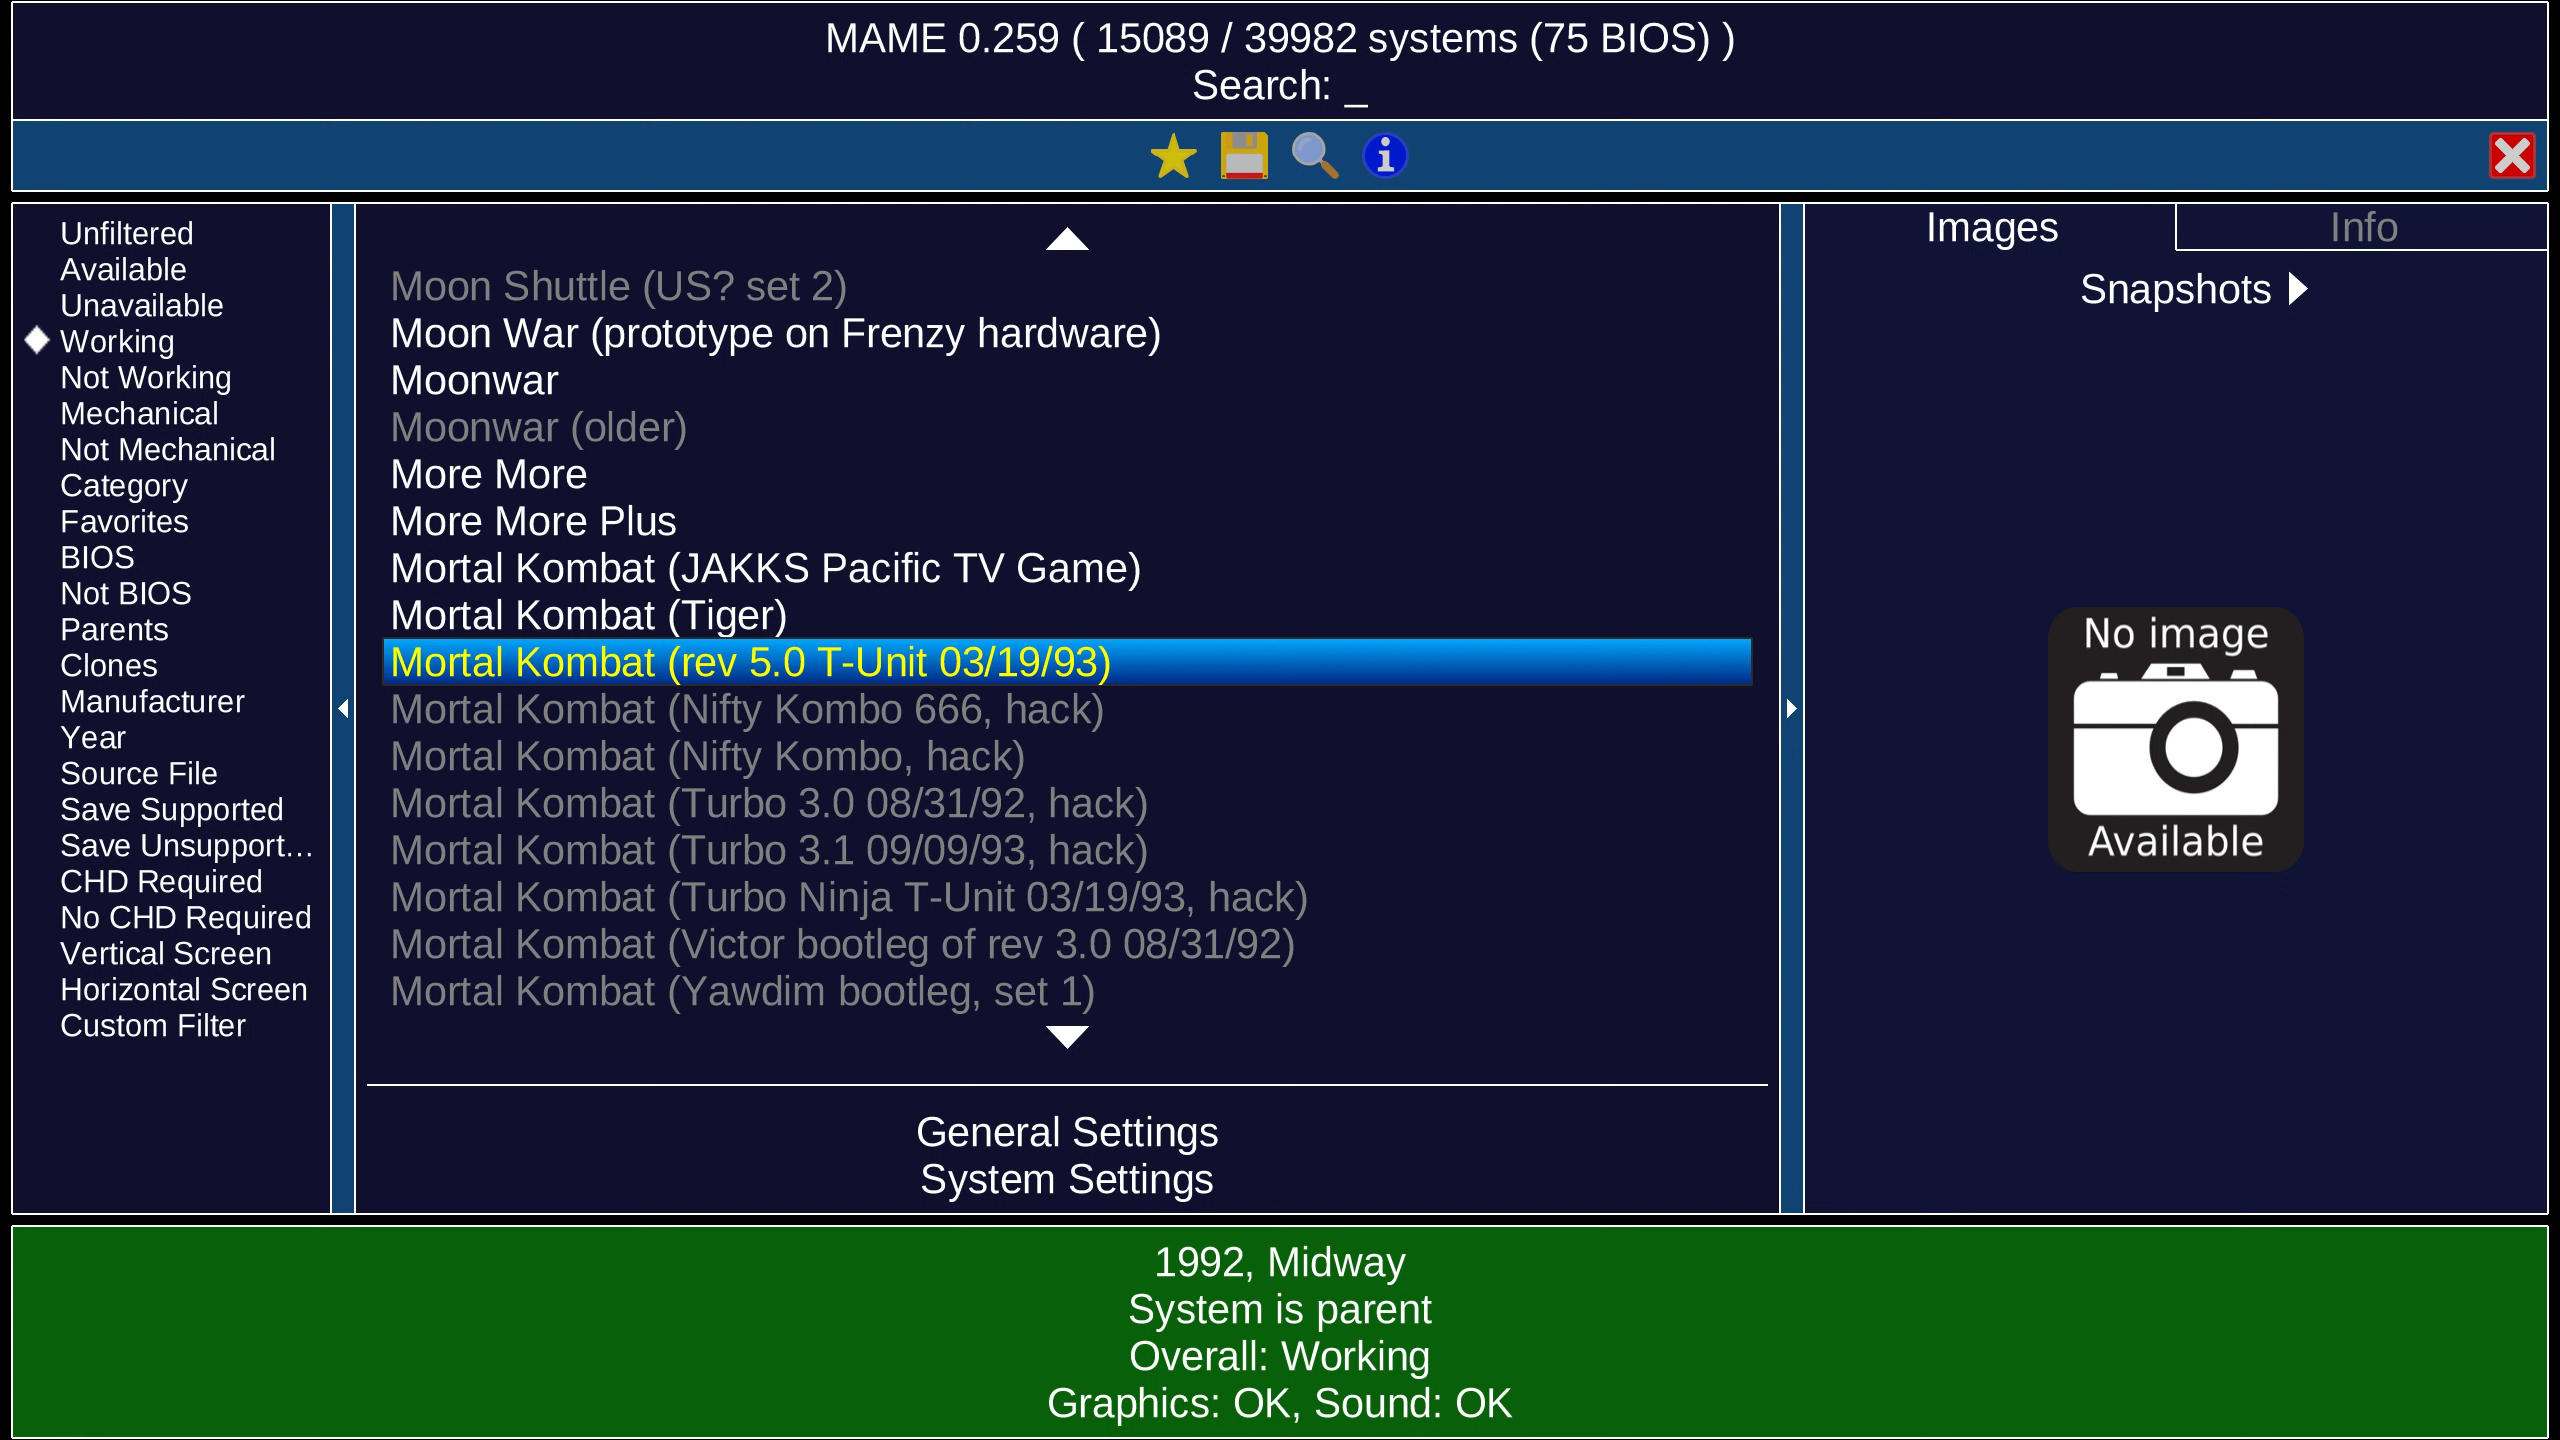 MAME 0.259 ( 15089 / 39982 systems (75 BIOS) )
Search: _
Unfiltered
Available
Unavailable
Working
Not Working
Mechanical
Not Mechanical
Category
Favorites
BIOS
Not BIOS
Parents
Clones
Manufacturer
Year
Source File
Save Supported
Save Unsupport...
CHD Required
No CHD Required
Vertical Screen
Horizontal Screen
Custom Filter
Moon Shuttle (US? set 2)
Moon War (prototype on Frenzy hardware)
Moonwar
Moonwar (older)
More More
More More Plus
Mortal Kombat (JAKKS Pacific TV Game)
Mortal Kombat (Tiger)
Mortal Kombat (rev 5.0 T-Unit 03/19/93)
Mortal Kombat (Nifty Kombo 666, hack)
Mortal Kombat (Nifty Kombo, hack)
Mortal Kombat (Turbo 3.0 08/31/92, hack)
Mortal Kombat (Turbo 3.1 09/09/93, hack)
Mortal Kombat (Turbo Ninja T-Unit 03/19/93, hack)
Mortal Kombat (Victor bootleg of rev 3.0 08/31/92)
Mortal Kombat (Yawdim bootleg, set 1)
General Settings
System Settings
Images
Info
Snapshots
No image
Available
1992, Midway
System is parent
Overall: Working
Graphics: OK, Sound: OK